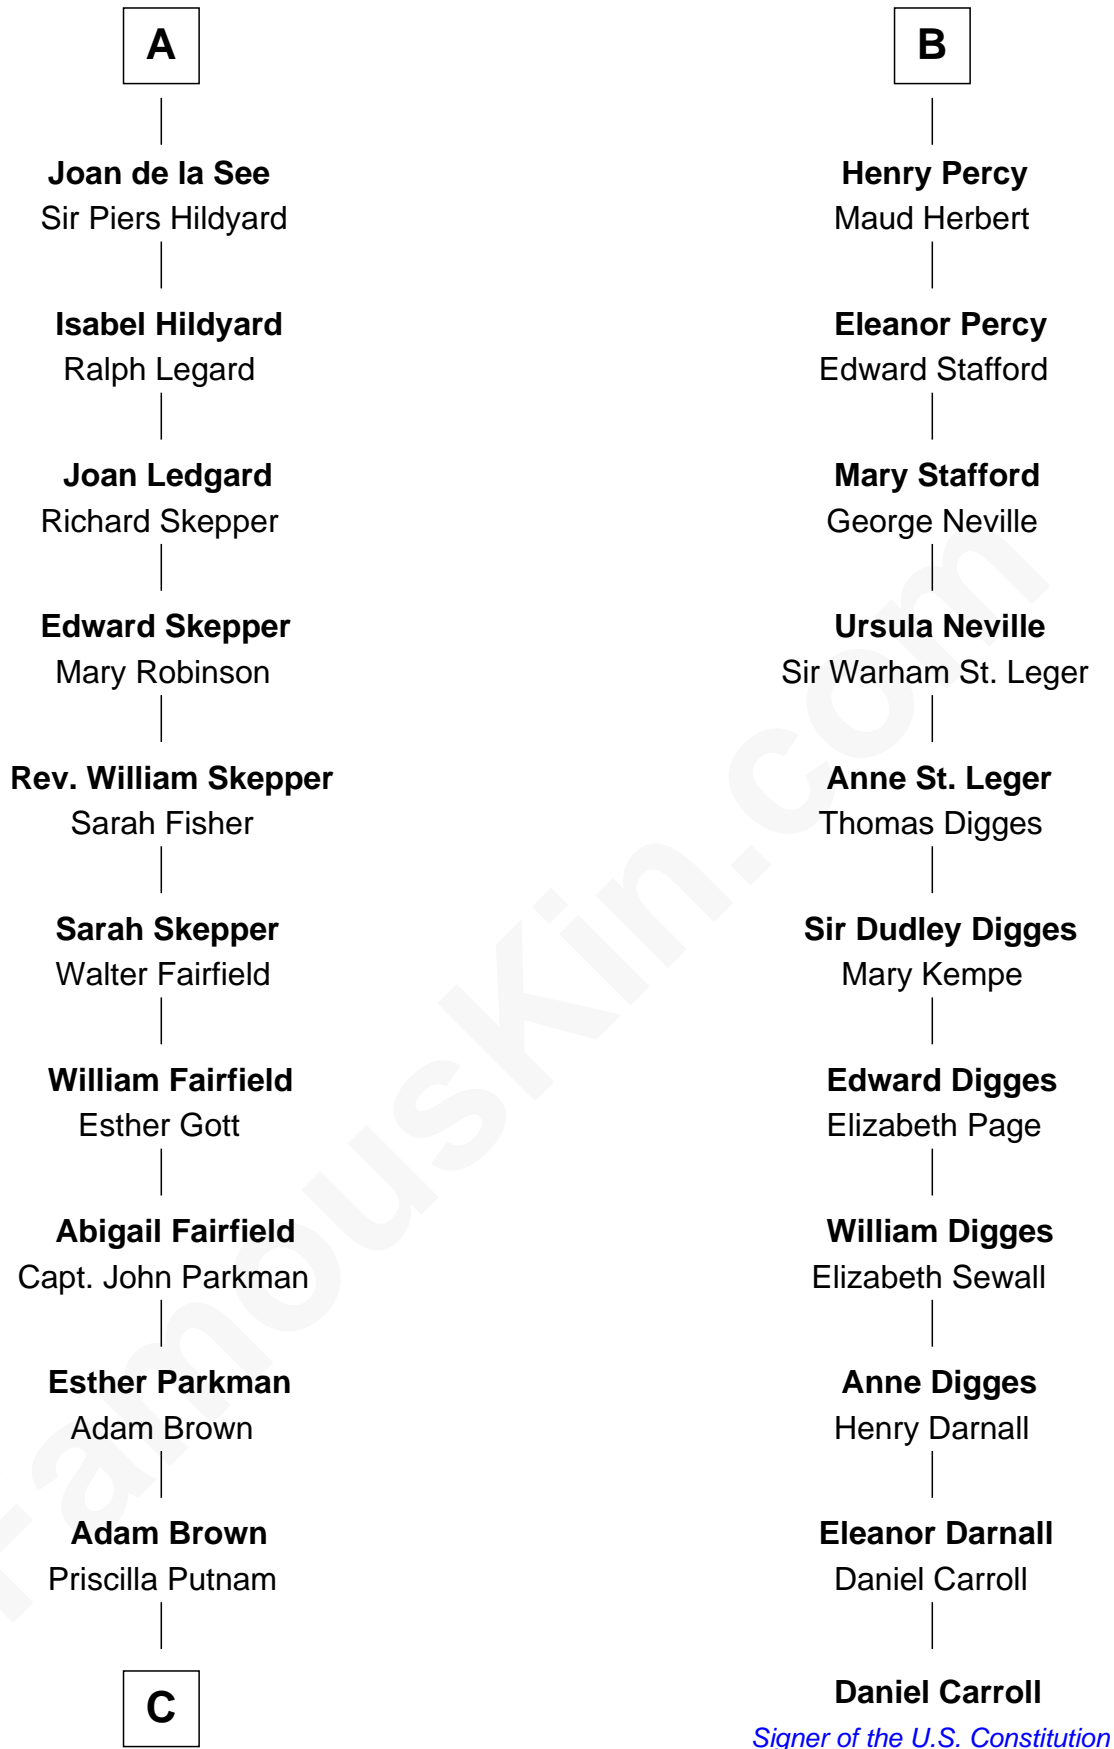 A
Joan de la See
Sir Piers Hildyard
Isabel Hildyard
Ralph Legard
Joan Ledgard
Richard Skepper
Edward Skepper
Mary Robinson
Rev. William Skepper
Sarah Fisher
Sarah Skepper
Walter Fairfield
William Fairfield
Esther Gott
Abigail Fairfield
Capt. John Parkman
Esther Parkman
Adam Brown
Adam Brown
Priscilla Putnam
C
B
Henry Percy
Maud Herbert
Eleanor Percy
Edward Stafford
Mary Stafford
George Neville
Ursula Neville
Sir Warham St. Leger
Anne St. Leger
Thomas Digges
Sir Dudley Digges
Mary Kempe
Edward Digges
Elizabeth Page
William Digges
Elizabeth Sewall
Anne Digges
Henry Darnall
Eleanor Darnall
Daniel Carroll
Daniel Carroll
Signer of the U.S. Constitution
FamousKin.com